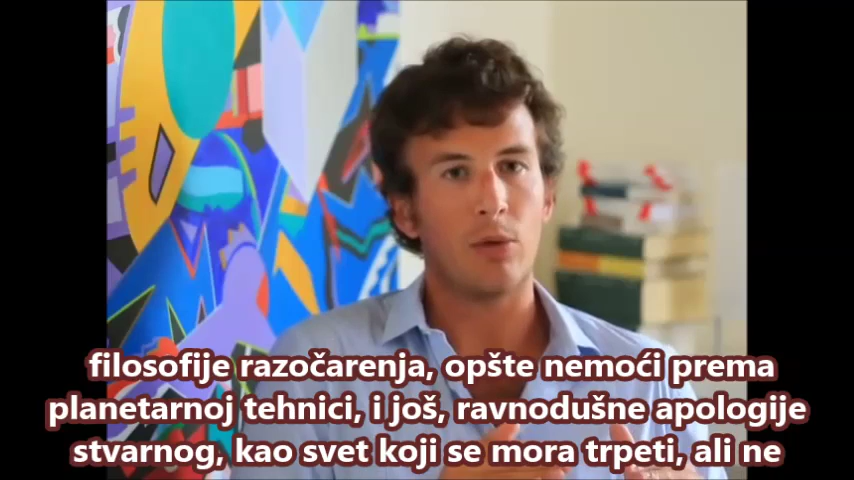 filosofije razočarenja, opšte nemoći prema
planetarnoj tehnici, i još, ravnodušne apologije
stvarnog, kao svet koji se mora trpeti, ali ne